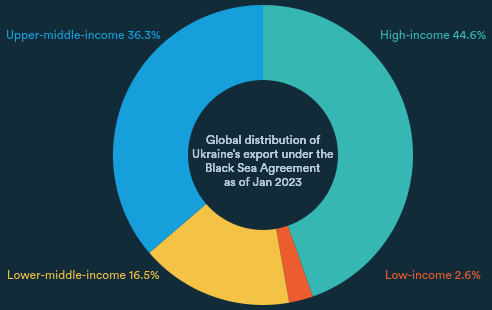 Upper-middle-income 36.3%
High-income 44.6%
Global distribution of
Ukraine's export under the
Black Sea Agreement
as of Jan 2023
Lower-middle-income 16.5%
Low-income 2.6%